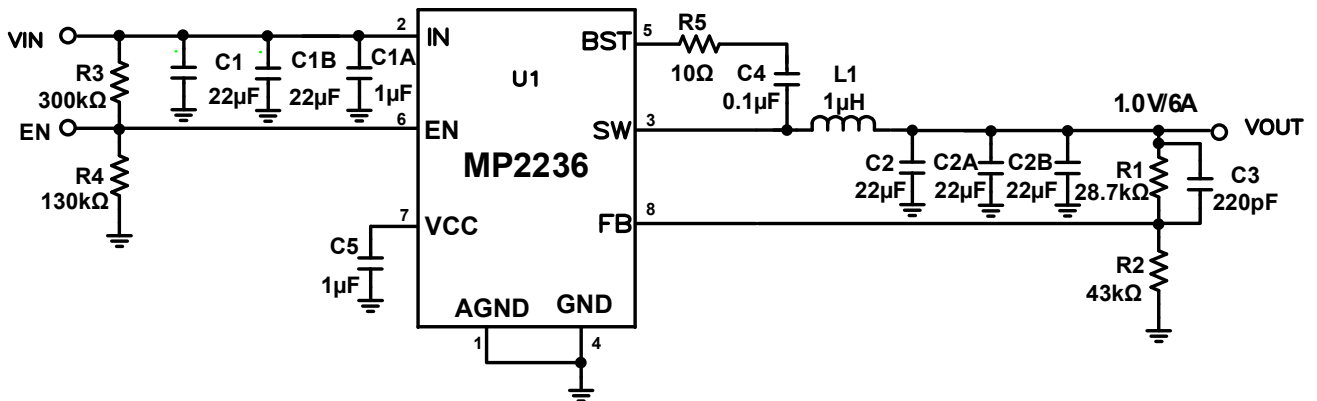 VIN
R3
300kΩ
EN
R4
130kΩ
C1
22µF
C1B
22µF
C1A
1µF
2
IN
6
EN
7
VCC
C5
1µF
U1
MP2236
AGND
GND
1
4
BST
5
SW
3
FB
8
R5
10Ω
C4
0.1µF
L1
1µH
1.0V/6A
VOUT
C2
22µF
C2A
22µF
C2B
22µF
R1
28.7kΩ
C3
220pF
R2
43kΩ